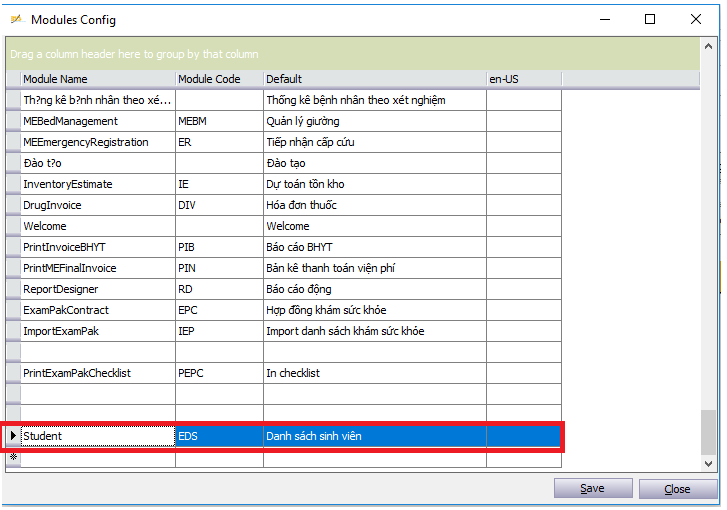 Modules Config
Drag a column header here to group by that column
Module Name Module Code Default en-US
Th?ng kê b?nh nhân theo xé... Thống kê bệnh nhân theo xét nghiệm
MEBedManagement MEBM Quản lý giường
MEEmergencyRegistration ER Tiếp nhận cấp cứu
Đào t?o Đào tạo
InventoryEstimate IE Dự toán tồn kho
DrugInvoice DIV Hóa đơn thuốc
Welcome Welcome
PrintInvoiceBHYT PIB Báo cáo BHYT
PrintMEFinalInvoice PIN Bản kê thanh toán viện phí
ReportDesigner RD Báo cáo động
ExamPakContract EPC Hợp đồng khám sức khỏe
ImportExamPak IEP Import danh sách khám sức khỏe
PrintExamPakChecklist PEPC In checklist
Student EDS Danh sách sinh viên
Save Close